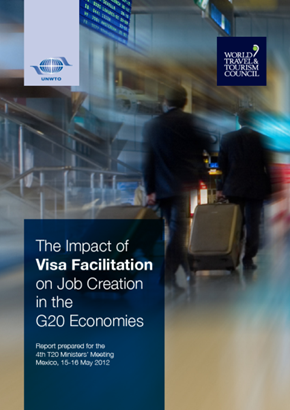 UNWTO
WORLD
TRAVEL &
TOURISM
COUNCIL
The Impact of
Visa Facilitation
on Job Creation
in the
G20 Economies
Report prepared for the
4th T20 Ministers' Meeting
Mexico, 15-16 May 2012